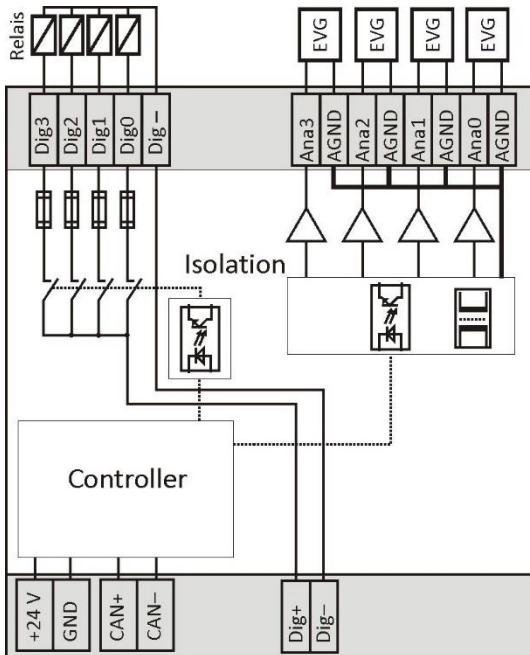 Relais
EVG
EVG
EVG
EVG
Dig3
Dig2
Dig1
Dig0
Dig–
Ana3
AGND
Ana2
AGND
Ana1
AGND
Ana0
AGND
Isolation
Controller
+24 V
GND
CAN+
CAN–
Dig+
Dig–